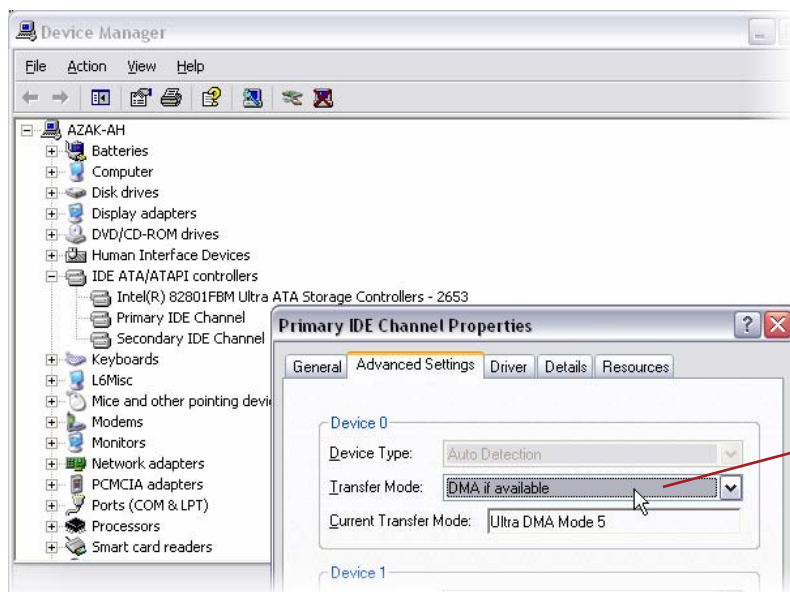 Device Manager
File Action View Help
AZAK-AH
Batteries
Computer
Disk drives
Display adapters
DVD/CD-ROM drives
Human Interface Devices
IDE ATA/ATAPI controllers
Intel(R) 82801FBM Ultra ATA Storage Controllers - 2653
Primary IDE Channel
Secondary IDE Channel
Keyboards
L6Misc
Mice and other pointing devi
Modems
Monitors
Network adapters
PCMCIA adapters
Ports (COM & LPT)
Processors
Smart card readers
Primary IDE Channel Properties
General Advanced Settings Driver Details Resources
Device 0
Device Type: Auto Detection
Transfer Mode: DMA if available
Current Transfer Mode: Ultra DMA Mode 5
Device 1